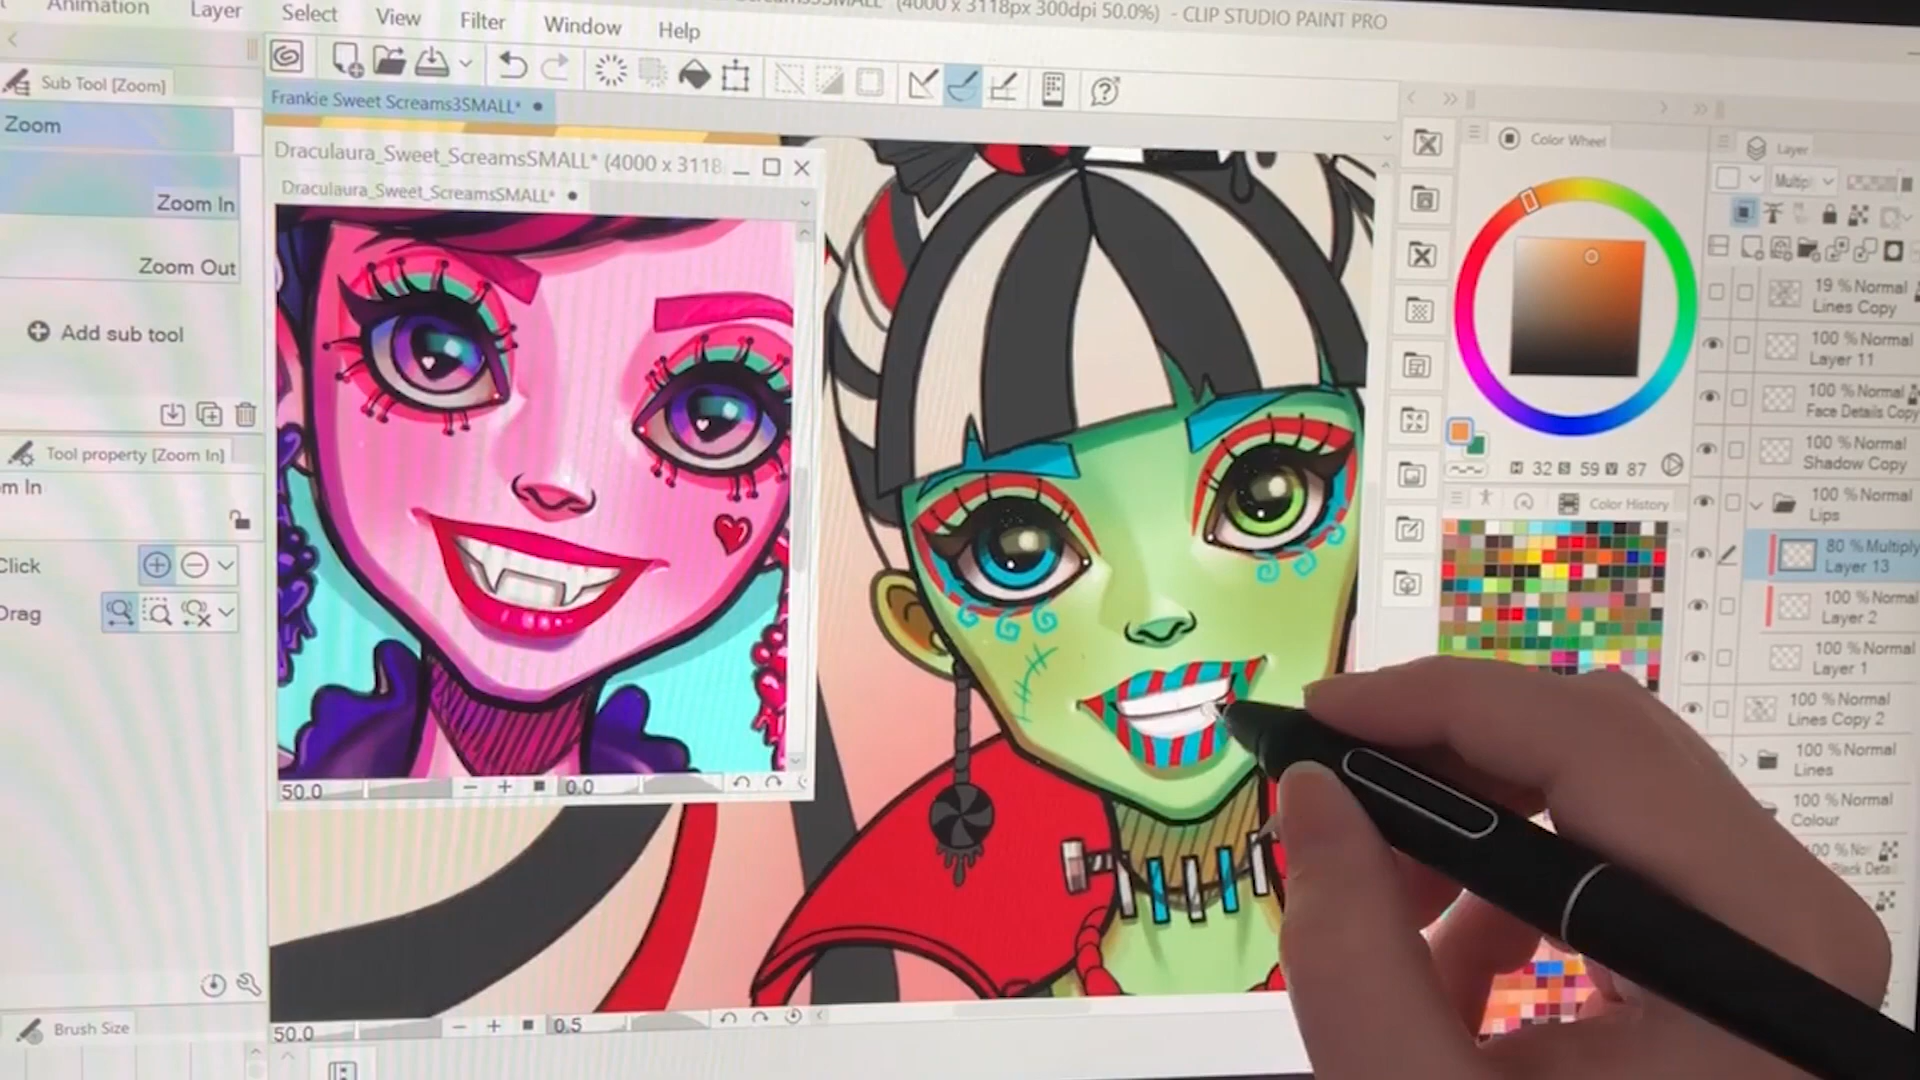 Animation Layer Select View Filter Window Help
(4000 x 3118px 300dpi 50.0%) - CLIP STUDIO PAINT PRO
Sub Tool [Zoom]
Zoom
Zoom In
Zoom Out
Add sub tool
Tool property [Zoom In]
m In
Click
Drag
Brush Size
Frankie Sweet Screams3SMALL*
Draculaura_Sweet_ScreamsSMALL* (4000 x 3118
Draculaura_Sweet_ScreamsSMALL*
50.0
0.0
50.0
0.5
Color Wheel
H 32 S 59 V 87
Color History
Layer
Multipl
19 % Normal
Lines Copy
100 % Normal
Layer 11
100 % Normal
Face Details Copy
100 % Normal
Shadow Copy
100 % Normal
Lips
80 % Multiply
Layer 13
100 % Normal
Layer 2
100 % Normal
Layer 1
100 % Normal
Lines Copy 2
100 % Normal
Lines
100 % Normal
Colour